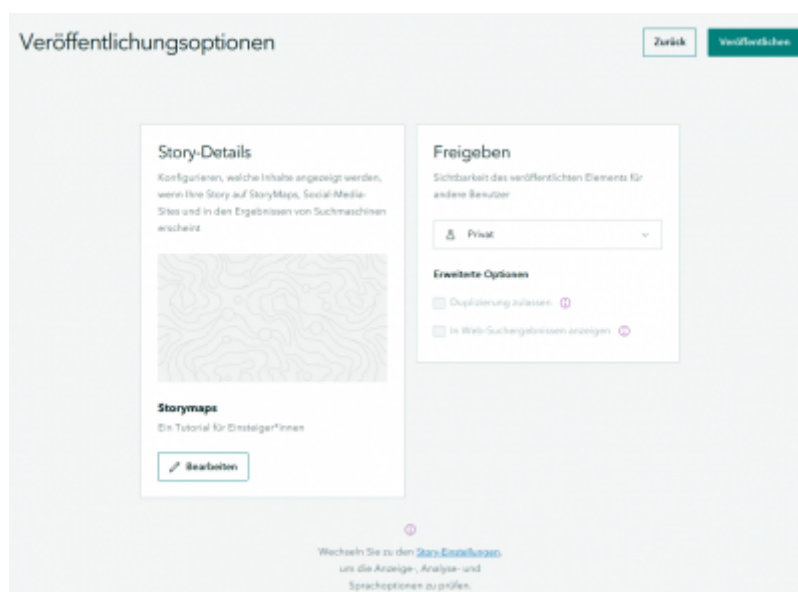 Veröffentlichungsoptionen
Zurück
Veröffentlichen
Story-Details
Konfigurieren, welche Inhalte angezeigt werden,
wenn Ihre Story auf StoryMaps, Social-Media-
Sites und in den Ergebnissen von Suchmaschinen
erscheint
Storymaps
Ein Tutorial für Einsteiger*innen
Bearbeiten
Freigeben
Sichtbarkeit des veröffentlichten Elements für
andere Benutzer
Privat
Erweiterte Optionen
Duplizierung zulassen
In Web-Suchergebnissen anzeigen
Wechseln Sie zu den Story-Einstellungen,
um die Anzeige-, Analyse- und
Sprachoptionen zu prüfen.